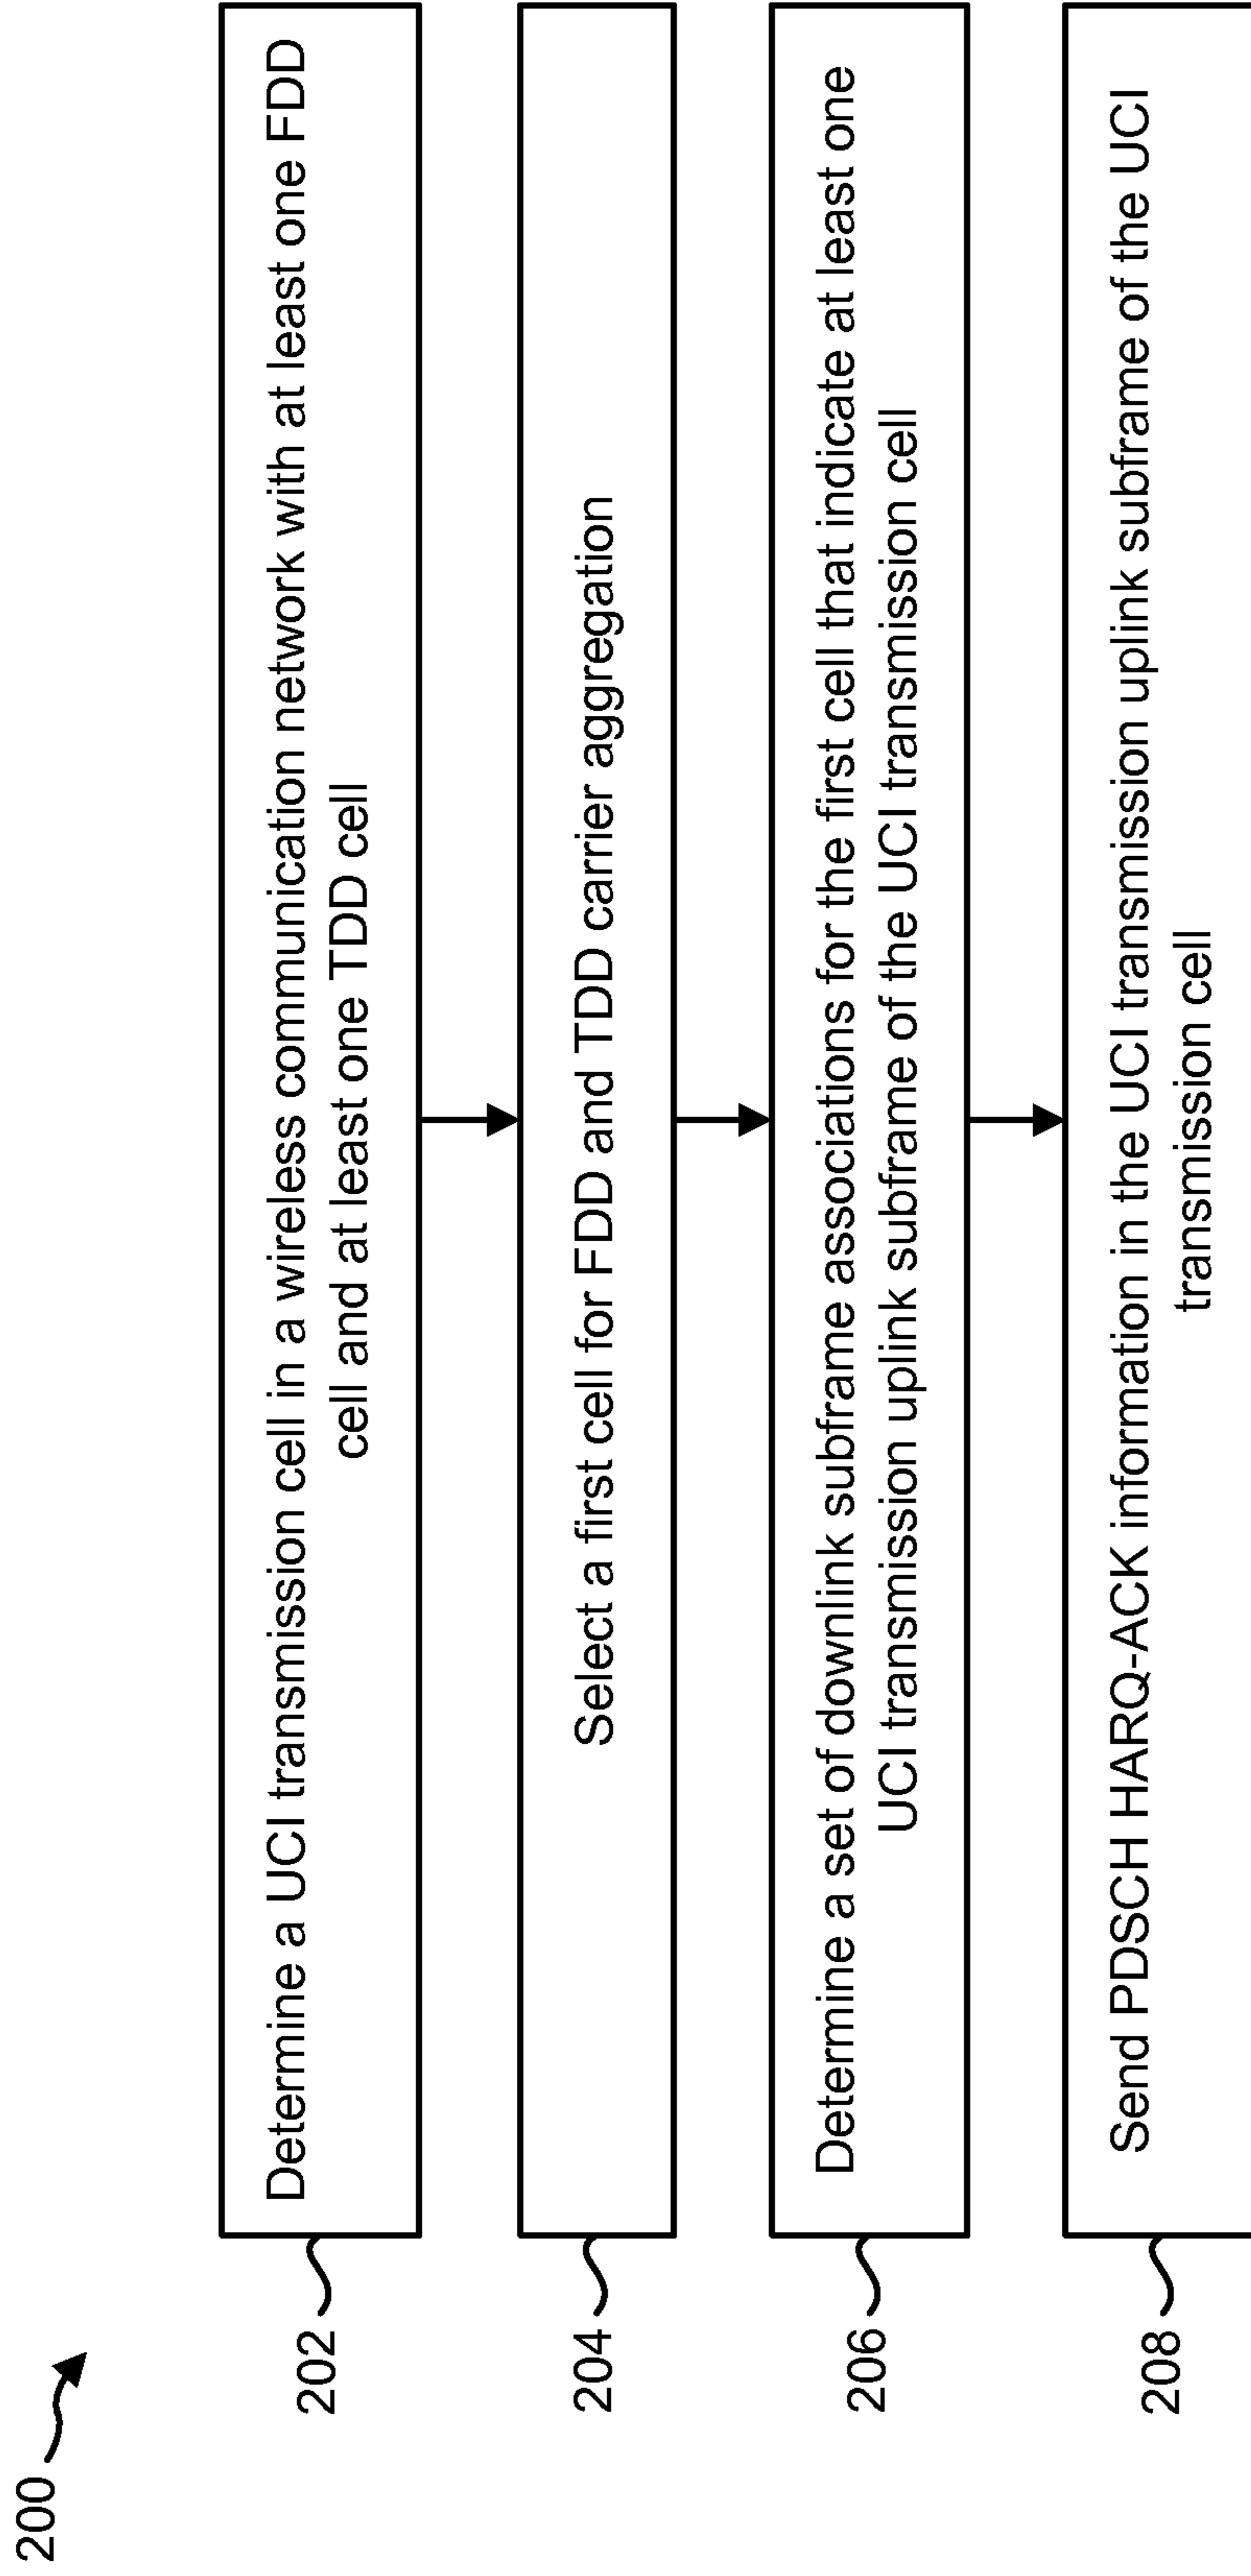 200
202
Determine a UCI transmission cell in a wireless communication network with at least one FDD
cell and at least one TDD cell
204
Select a first cell for FDD and TDD carrier aggregation
206
Determine a set of downlink subframe associations for the first cell that indicate at least one
UCI transmission uplink subframe of the UCI transmission cell
208
Send PDSCH HARQ-ACK information in the UCI transmission uplink subframe of the UCI
transmission cell